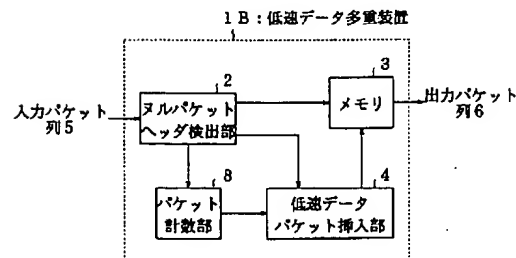 1B:低速データ多重装置
2
3
入力パケット
列5
ヌルパケット
ヘッダ検出部
メモリ
出力パケット
列6
8
4
パケット
計数部
低速データ
パケット挿入部